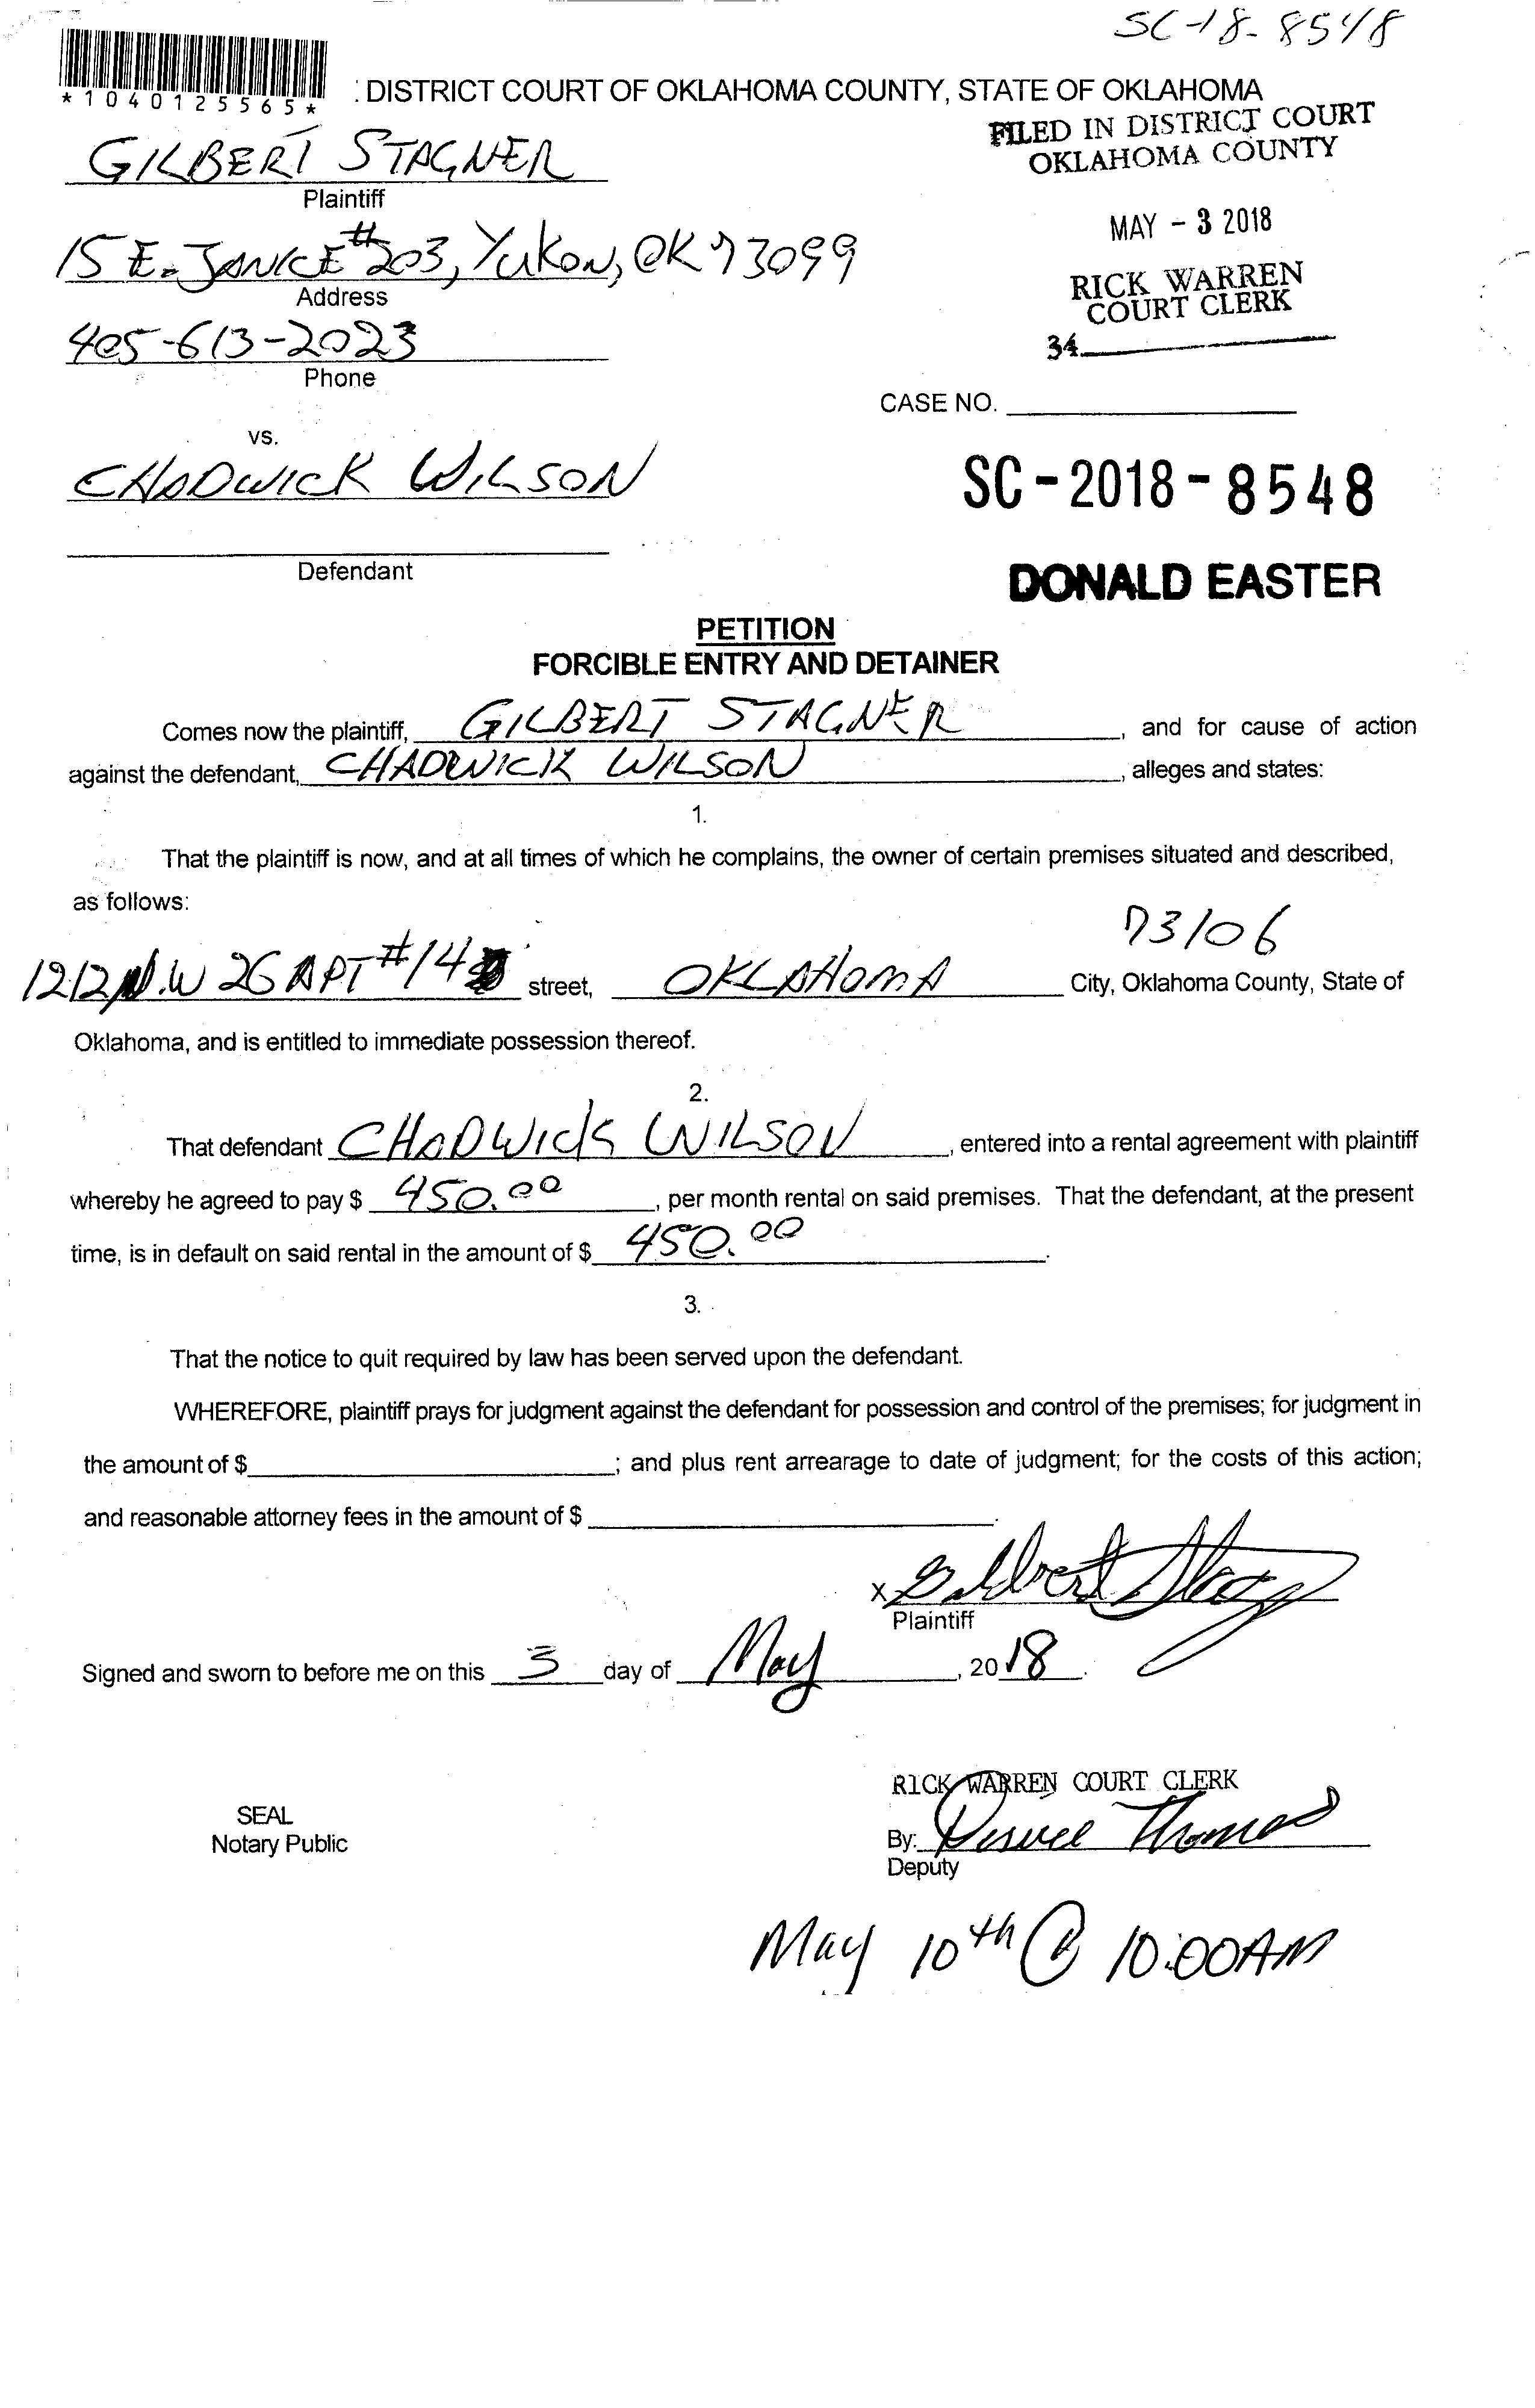 SC-18-8548
*1040125565*
: DISTRICT COURT OF OKLAHOMA COUNTY, STATE OF OKLAHOMA
FILED IN DISTRICT COURT
OKLAHOMA COUNTY
GILBERT STAGNER
Plaintiff
MAY - 3 2018
15 E. JANICE #203, YUKON, OK 73099
Address
RICK WARREN
COURT CLERK
405-613-2023
34
Phone
CASE NO.
vs.
CHADWICK WILSON
SC-2018-8548
Defendant
DONALD EASTER
PETITION
FORCIBLE ENTRY AND DETAINER
Comes now the plaintiff, GILBERT STAGNER, and for cause of action
against the defendant, CHADWICK WILSON, alleges and states:
1.
That the plaintiff is now, and at all times of which he complains, the owner of certain premises situated and described,
as follows:
73106
1212 N.W 26 APT #14 street, OKLAHOMA City, Oklahoma County, State of
Oklahoma, and is entitled to immediate possession thereof.
2.
That defendant CHADWICK WILSON, entered into a rental agreement with plaintiff
whereby he agreed to pay $ 450.00, per month rental on said premises. That the defendant, at the present
time, is in default on said rental in the amount of $ 450.00.
3.
That the notice to quit required by law has been served upon the defendant.
WHEREFORE, plaintiff prays for judgment against the defendant for possession and control of the premises; for judgment in
the amount of $; and plus rent arrearage to date of judgment; for the costs of this action;
and reasonable attorney fees in the amount of $.
X Gilbert Stagner
Plaintiff
Signed and sworn to before me on this 3 day of May, 2018.
RICK WARREN COURT CLERK
SEAL
Notary Public
By: Thomas
Deputy
May 10th @ 10:00AM